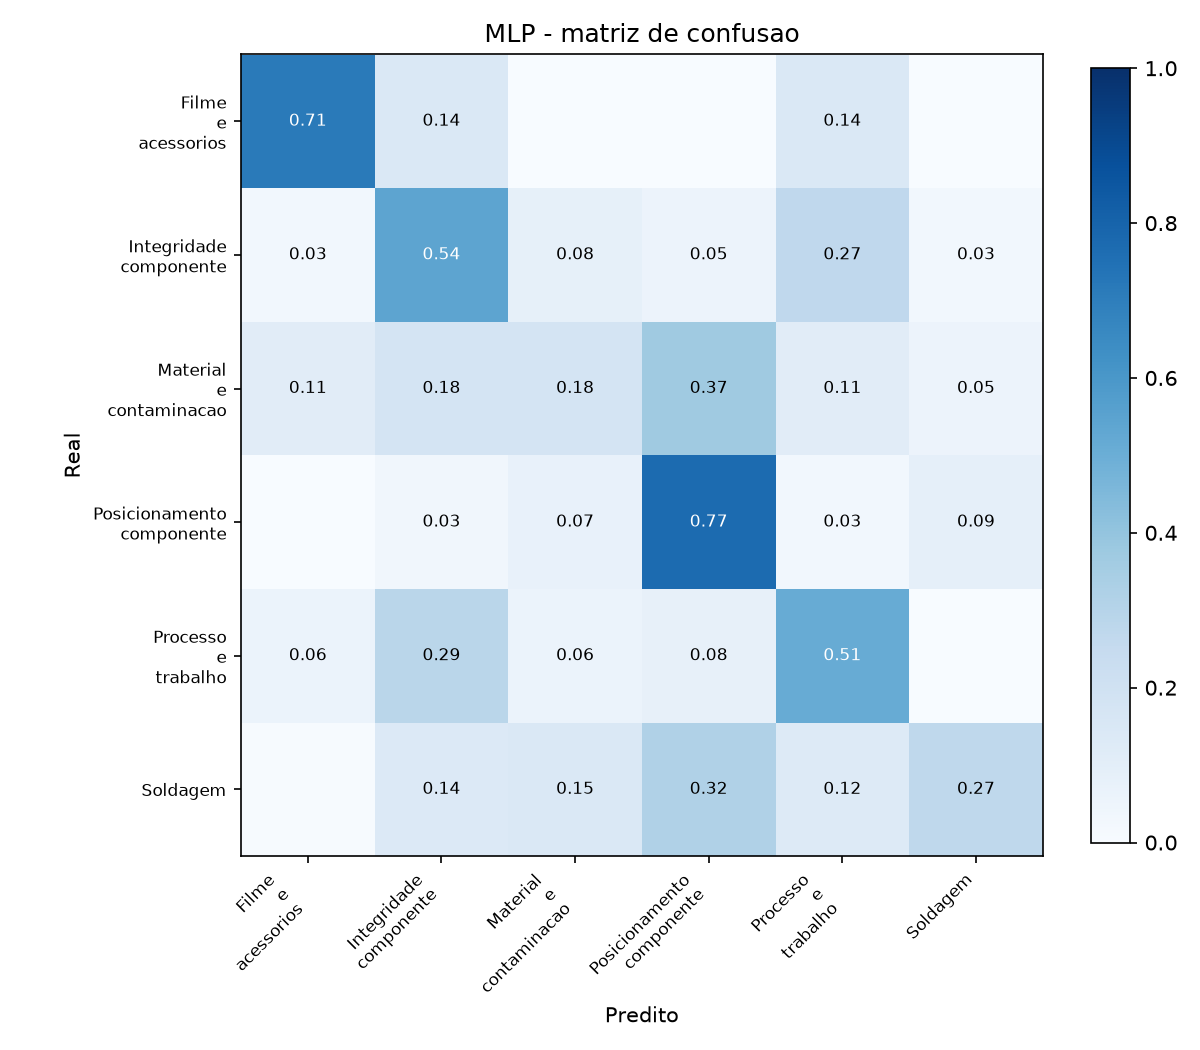 MLP - matriz de confusao
Filme
e
acessorios
0.71 0.14 0.14
Integridade
componente
0.03 0.54 0.08 0.05 0.27 0.03
Material
e
contaminacao
0.11 0.18 0.18 0.37 0.11 0.05
Posicionamento
componente
0.03 0.07 0.77 0.03 0.09
Processo
e
trabalho
0.06 0.29 0.06 0.08 0.51
Soldagem
0.14 0.15 0.32 0.12 0.27
Real
Filme
e
acessorios
Integridade
componente
Material
e
contaminacao
Posicionamento
componente
Processo
e
trabalho
Soldagem
Predito
1.0
0.8
0.6
0.4
0.2
0.0